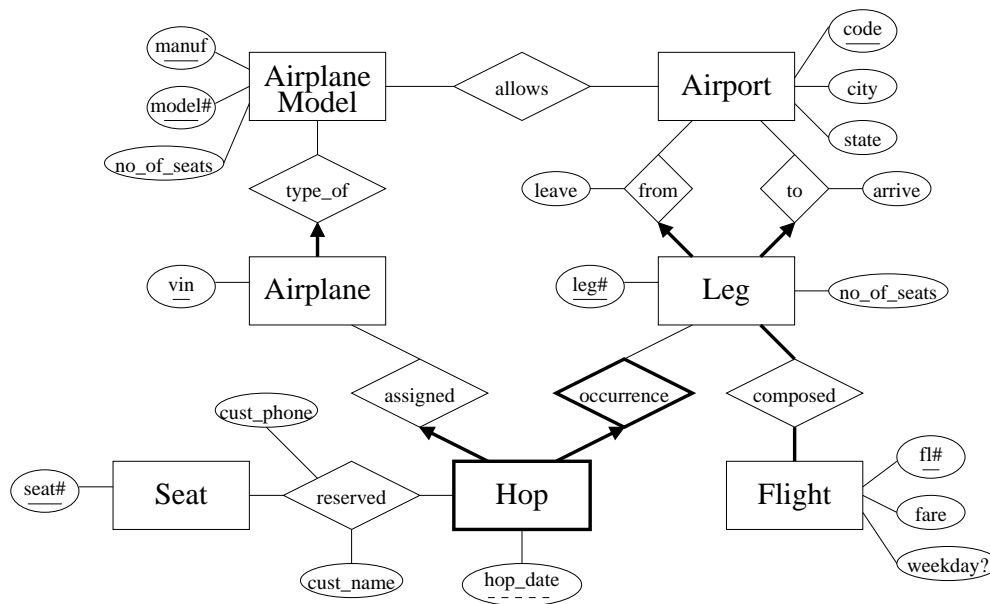 manuf
code
Airplane
Model
allows
Airport
city
model#
state
no_of_seats
type_of
leave
from
to
arrive
vin
Airplane
leg#
Leg
no_of_seats
assigned
occurrence
composed
cust_phone
fl#
seat#
Seat
reserved
Hop
Flight
fare
weekday?
cust_name
hop_date